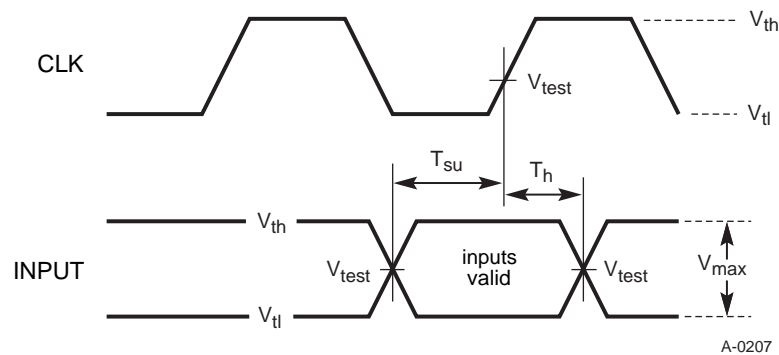 V_th
CLK
V_test
V_tl
T_su
T_h
V_th
V_test
inputs
valid
V_test
V_max
INPUT
V_tl
A-0207